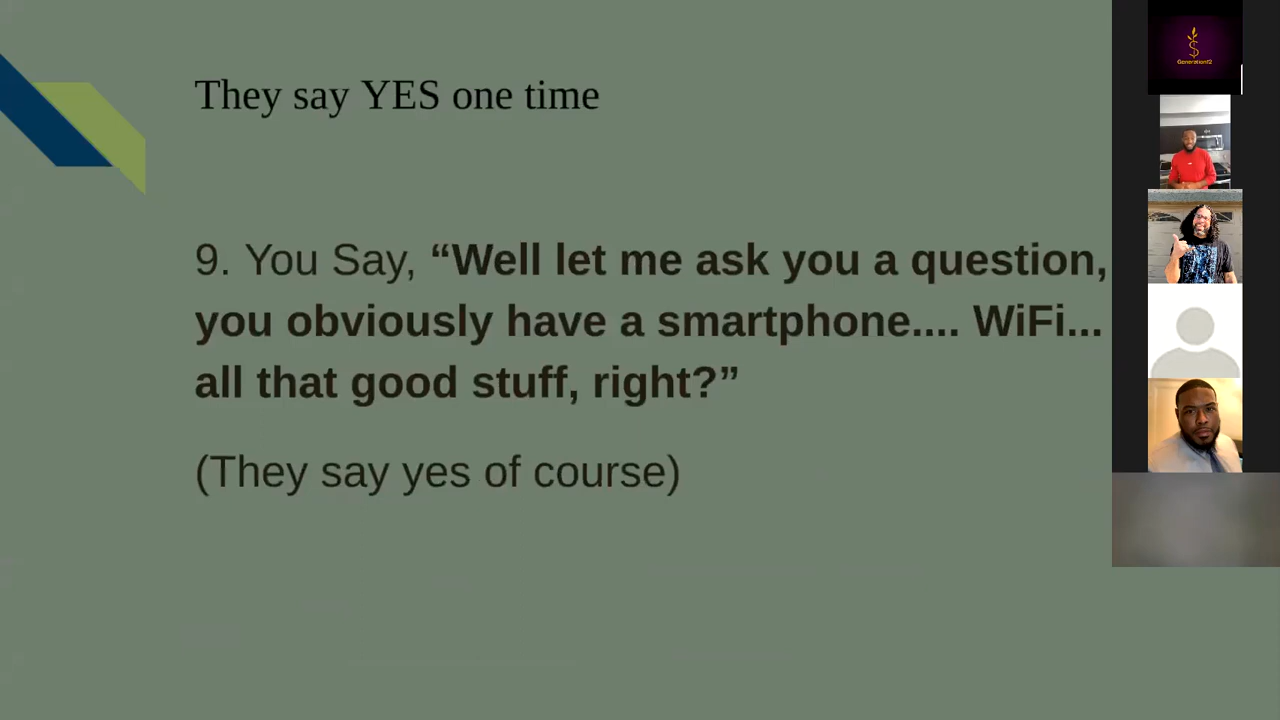 They say YES one time
9. You Say, “Well let me ask you a question,
you obviously have a smartphone.... WiFi...
all that good stuff, right?”
(They say yes of course)